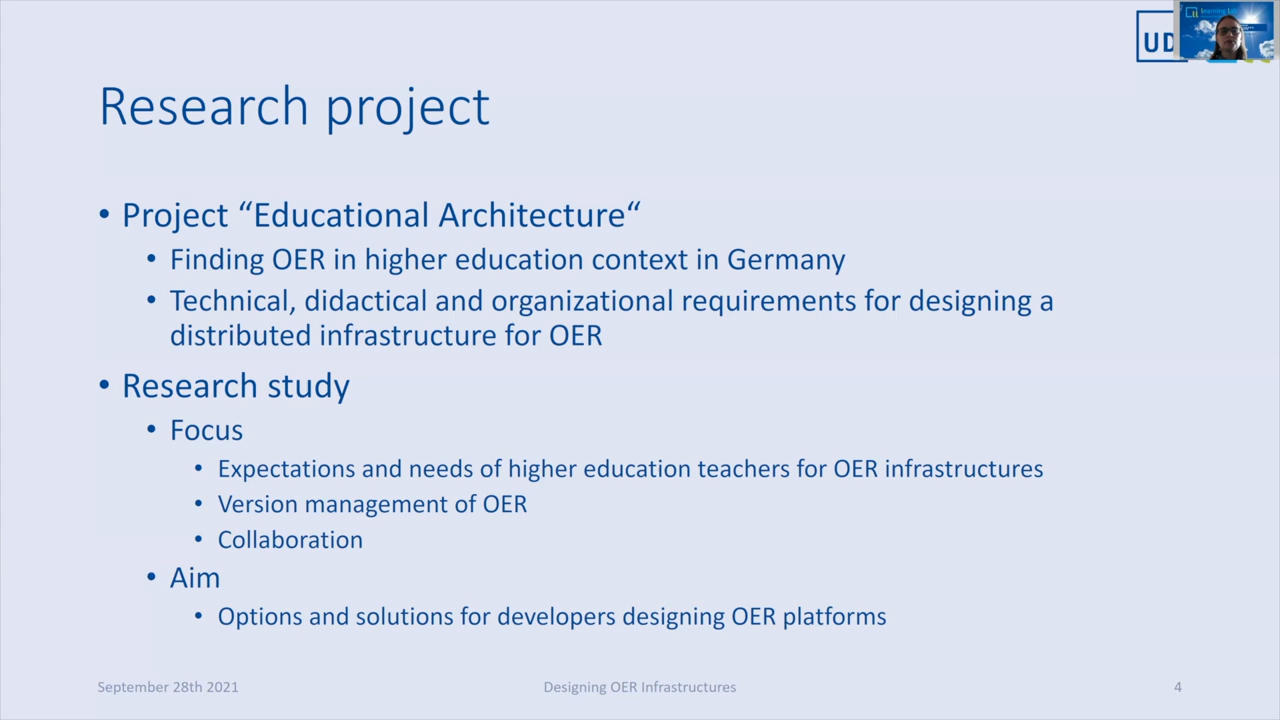 UD
Learning
Research project
• Project “Educational Architecture“
• Finding OER in higher education context in Germany
• Technical, didactical and organizational requirements for designing a
distributed infrastructure for OER
• Research study
• Focus
• Expectations and needs of higher education teachers for OER infrastructures
• Version management of OER
• Collaboration
• Aim
• Options and solutions for developers designing OER platforms
September 28th 2021
Designing OER Infrastructures
4